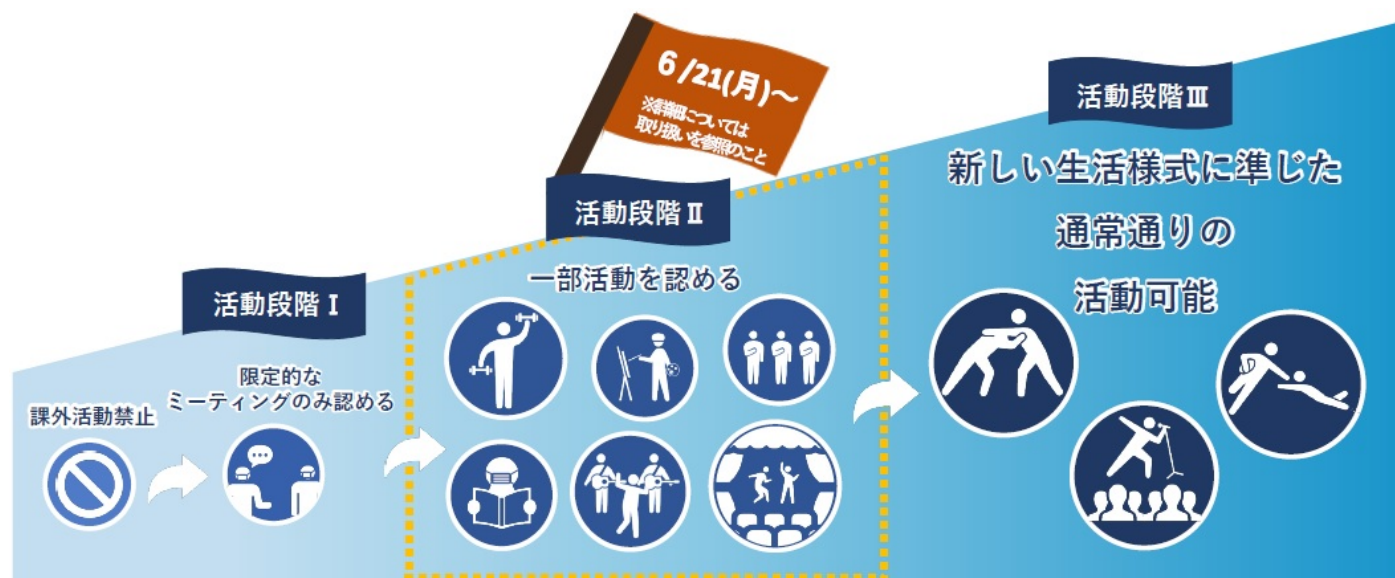 6/21(月)～
※詳細については
取り扱いを参照のこと
活動段階Ⅰ
課外活動禁止
限定的な
ミーティングのみ認める
活動段階Ⅱ
一部活動を認める
活動段階Ⅲ
新しい生活様式に準じた
通常通りの
活動可能